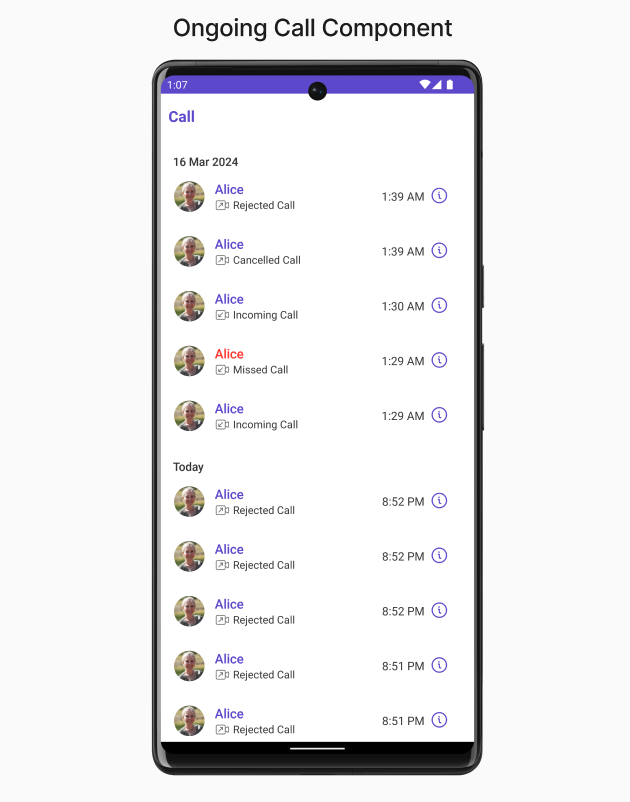 Ongoing Call Component
1:07
Call
16 Mar 2024
Alice
Rejected Call
1:39 AM
Alice
Cancelled Call
1:39 AM
Alice
Incoming Call
1:30 AM
Alice
Missed Call
1:29 AM
Alice
Incoming Call
1:29 AM
Today
Alice
Rejected Call
8:52 PM
Alice
Rejected Call
8:52 PM
Alice
Rejected Call
8:52 PM
Alice
Rejected Call
8:51 PM
Alice
Rejected Call
8:51 PM